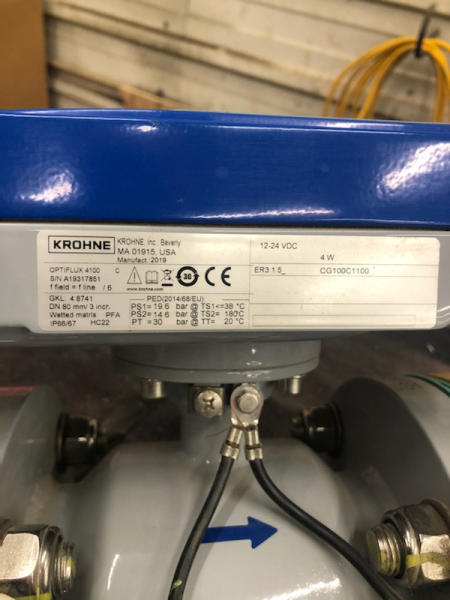 KROHNE
KROHNE, Inc., Beverly
MA 01915, USA
Manufact.:2019
OPTIFLUX 4100 C
S/N A19317851
f field = f line / 6
30
CE
www.krohne.com
GKL: 4.8741
DN 80 mm/ 3 inch
Wetted matrls PFA
IP66/67 HC22
PED(2014/68/EU):
PS1= 19.6 bar @ TS1<=38 °C
PS2= 14.6 bar @ TS2= 180°C
PT = 30 bar @ TT= 20 °C
12-24 VDC
4 W
ER3.1.5_ CG100C1100